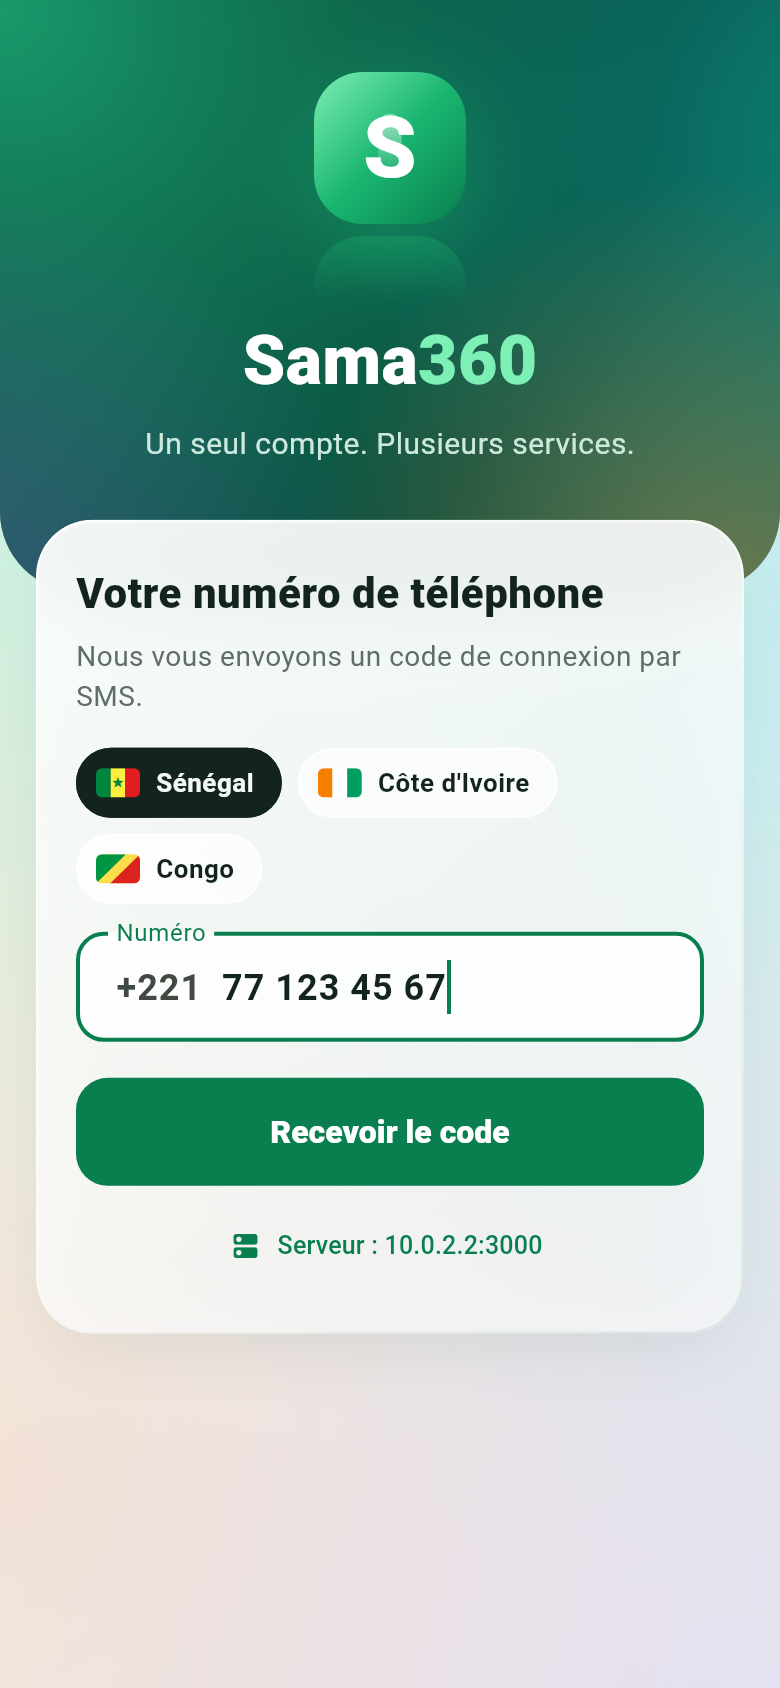 S
Sama360
Un seul compte. Plusieurs services.
Votre numéro de téléphone
Nous vous envoyons un code de connexion par
SMS.
Sénégal
Côte d'Ivoire
Congo
Numéro
+221 77 123 45 67
Recevoir le code
Serveur : 10.0.2.2:3000